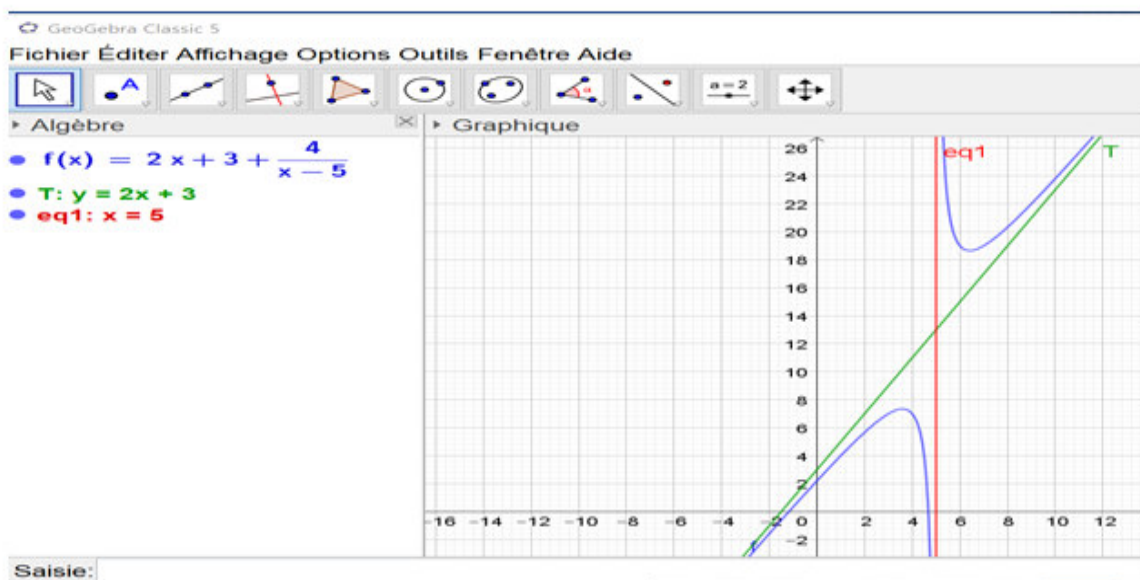 GeoGebra Classic 5
Fichier Éditer Affichage Options Outils Fenêtre Aide
A
α
a=2
Algèbre
Graphique
f(x) = 2 x + 3 + 4/(x − 5)
T: y = 2x + 3
eq1: x = 5
26
24
22
20
18
16
14
12
10
8
6
4
2
0
−2
−16 −14 −12 −10 −8 −6 −4 −2 0 2 4 6 8 10 12
eq1
T
f
Saisie: